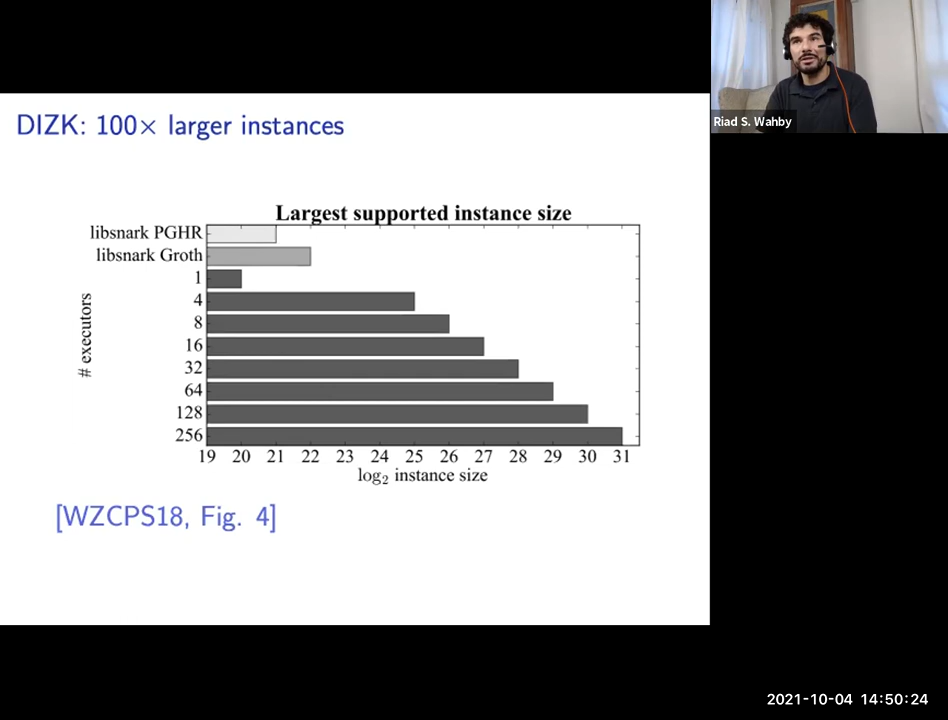 DIZK: 100× larger instances
Riad S. Wahby
Largest supported instance size
libsnark PGHR
libsnark Groth
1
4
8
16
32
64
128
256
# executors
19 20 21 22 23 24 25 26 27 28 29 30 31
log₂ instance size
[WZCPS18, Fig. 4]
2021-10-04 14:50:24